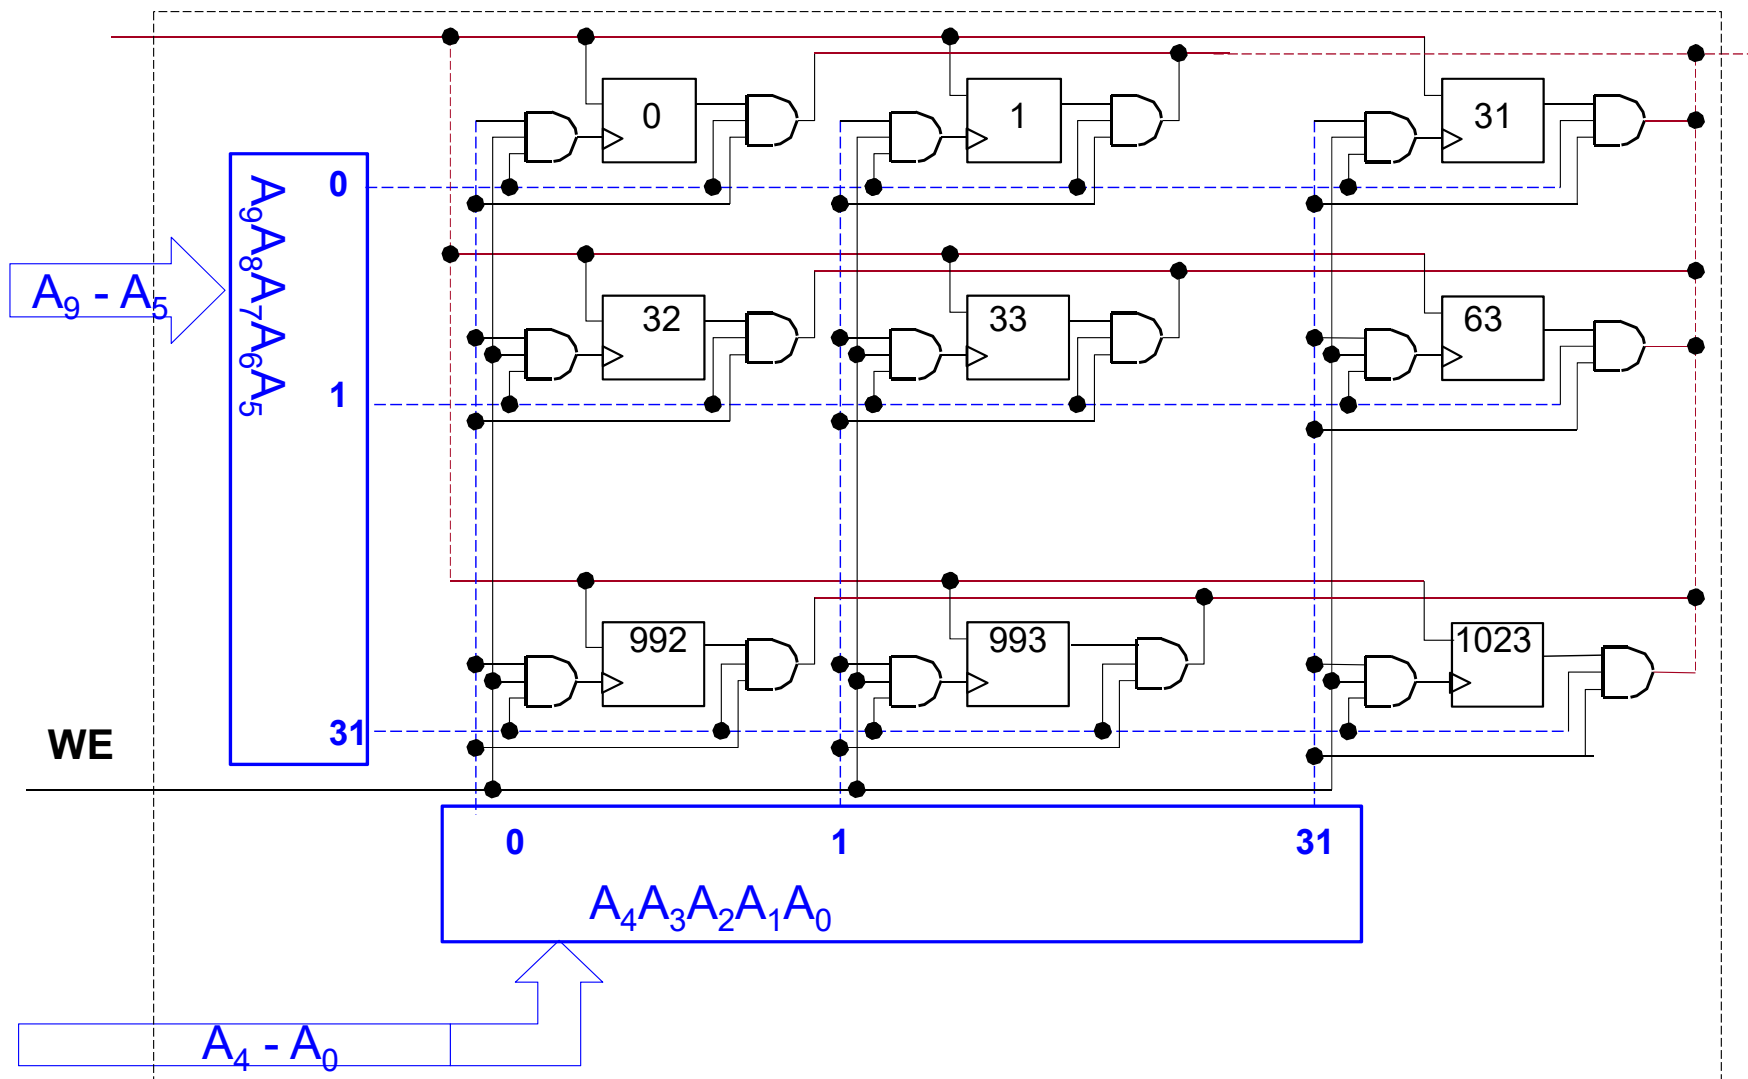 0 1 31
0
A₉A₈A₇A₆A₅
A₉ - A₅
32 33 63
1
992 993 1023
31
WE
0 1 31
A₄A₃A₂A₁A₀
A₄ - A₀